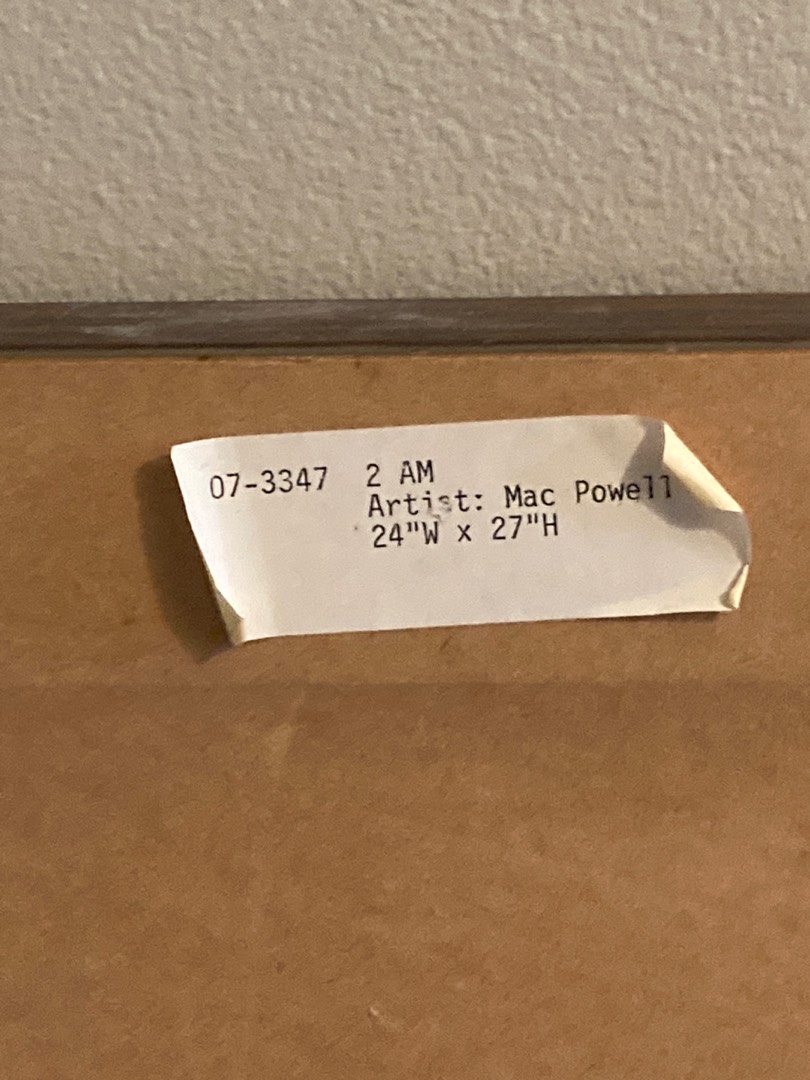 07-3347 2 AM
Artist: Mac Powell
24"W x 27"H